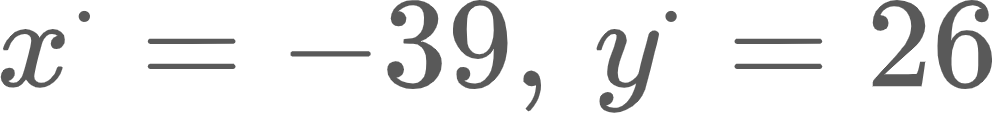 x˙ = −39, y˙ = 26